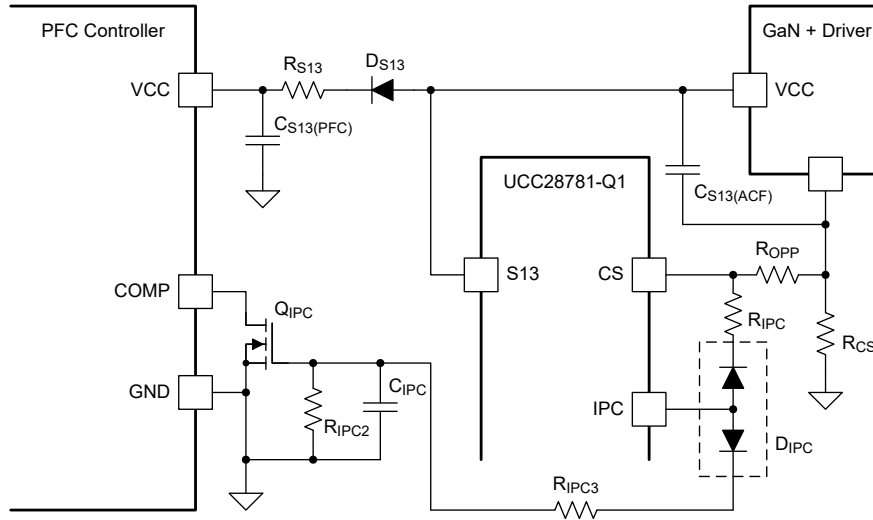 PFC Controller
GaN + Driver
RS13
DS13
VCC
VCC
CS13(PFC)
UCC28781-Q1
CS13(ACF)
ROPP
S13
CS
COMP
QIPC
RIPC
RCS
GND
CIPC
IPC
RIPC2
DIPC
RIPC3